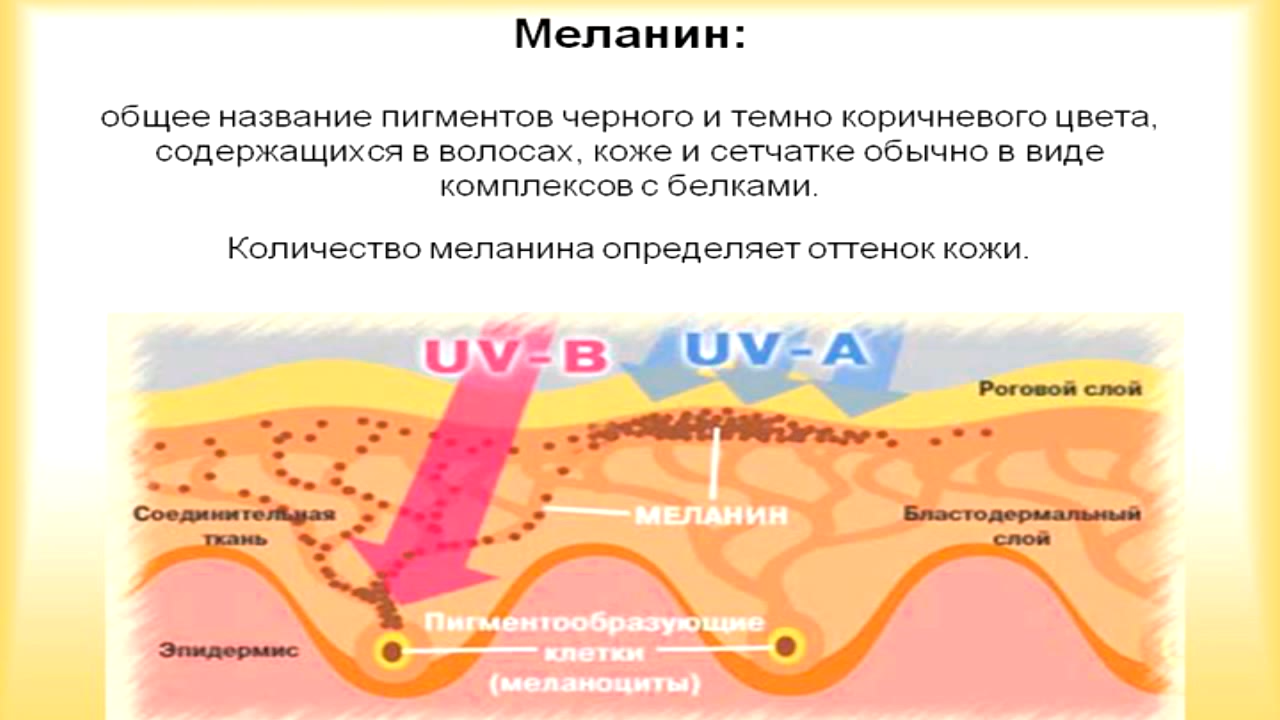 Меланин:
общее название пигментов черного и темно коричневого цвета,
содержащихся в волосах, коже и сетчатке обычно в виде
комплексов с белками.
Количество меланина определяет оттенок кожи.
UV-B
UV-A
Роговой слой
Соединительная
ткань
МЕЛАНИН
Бластодермальный
слой
Эпидермис
Пигментообразующие
клетки
(меланоциты)